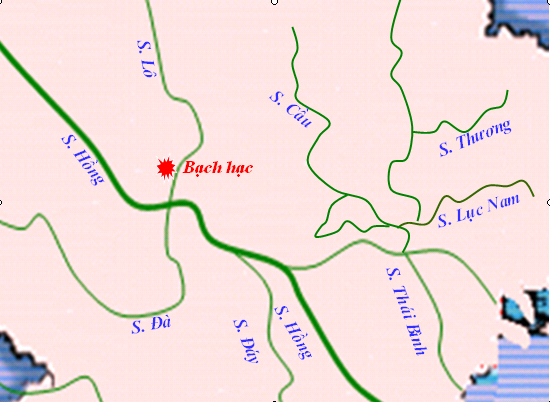 S. Lô
S. Cầu
S. Thương
S. Hồng
Bạch hạc
S. Lục Nam
S. Đà
S. Đáy
S. Hồng
S. Thái Bình